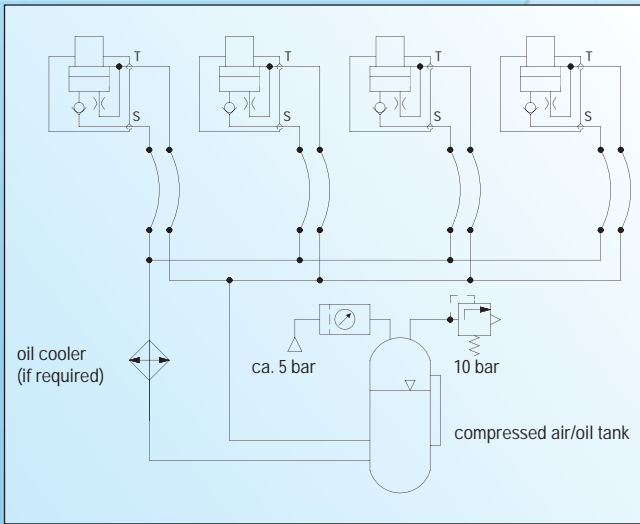 T
T
T
T
S
S
S
S
oil cooler
(if required)
ca. 5 bar
10 bar
compressed air/oil tank